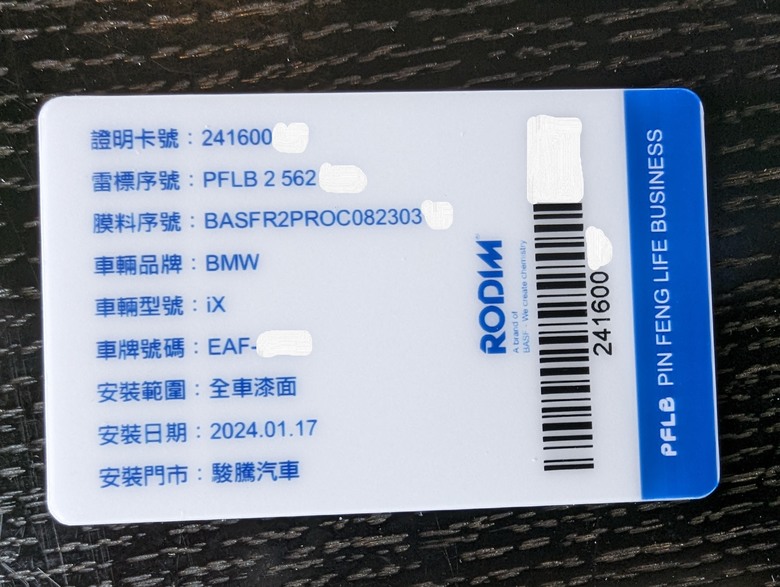 證明卡號：241600
雷標序號：PFLB 2 562
膜料序號：BASFR2PROC082303
車輛品牌：BMW
車輛型號：iX
車牌號碼：EAF-
安裝範圍：全車漆面
安裝日期：2024.01.17
安裝門市：駿騰汽車
RODIM®
A brand of
BASF - We create chemistry
241600
PFLB PIN FENG LIFE BUSINESS